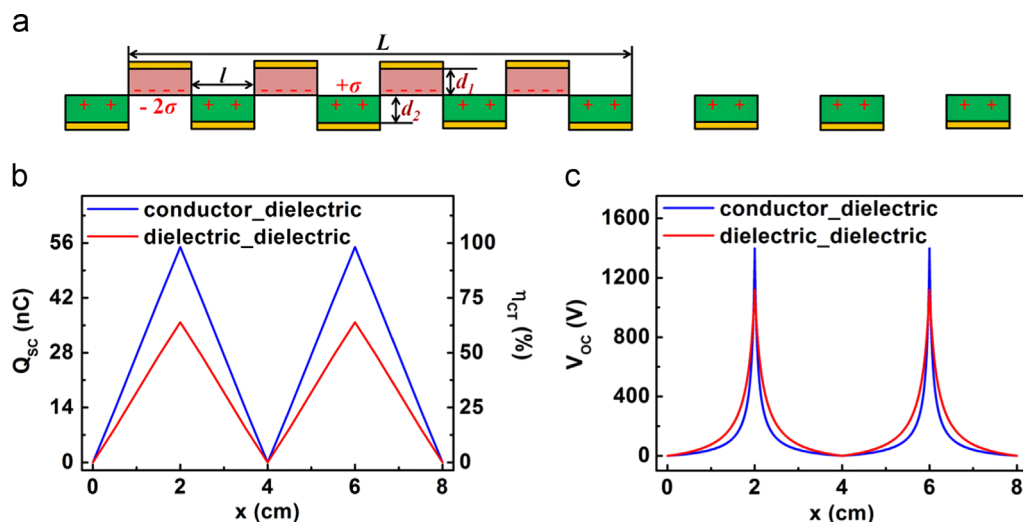 a
L
l
+σ
d1
- - - - - - - - - - - - - - - - - - - -
+ + - 2σ + + + + d2 + + + + + + + + + +
b
conductor_dielectric
dielectric_dielectric
QSC (nC)
56
42
28
14
0
100
75
50
25
0
ηCT (%)
0 2 4 6 8
x (cm)
c
conductor_dielectric
dielectric_dielectric
VOC (V)
1600
1200
800
400
0
0 2 4 6 8
x (cm)